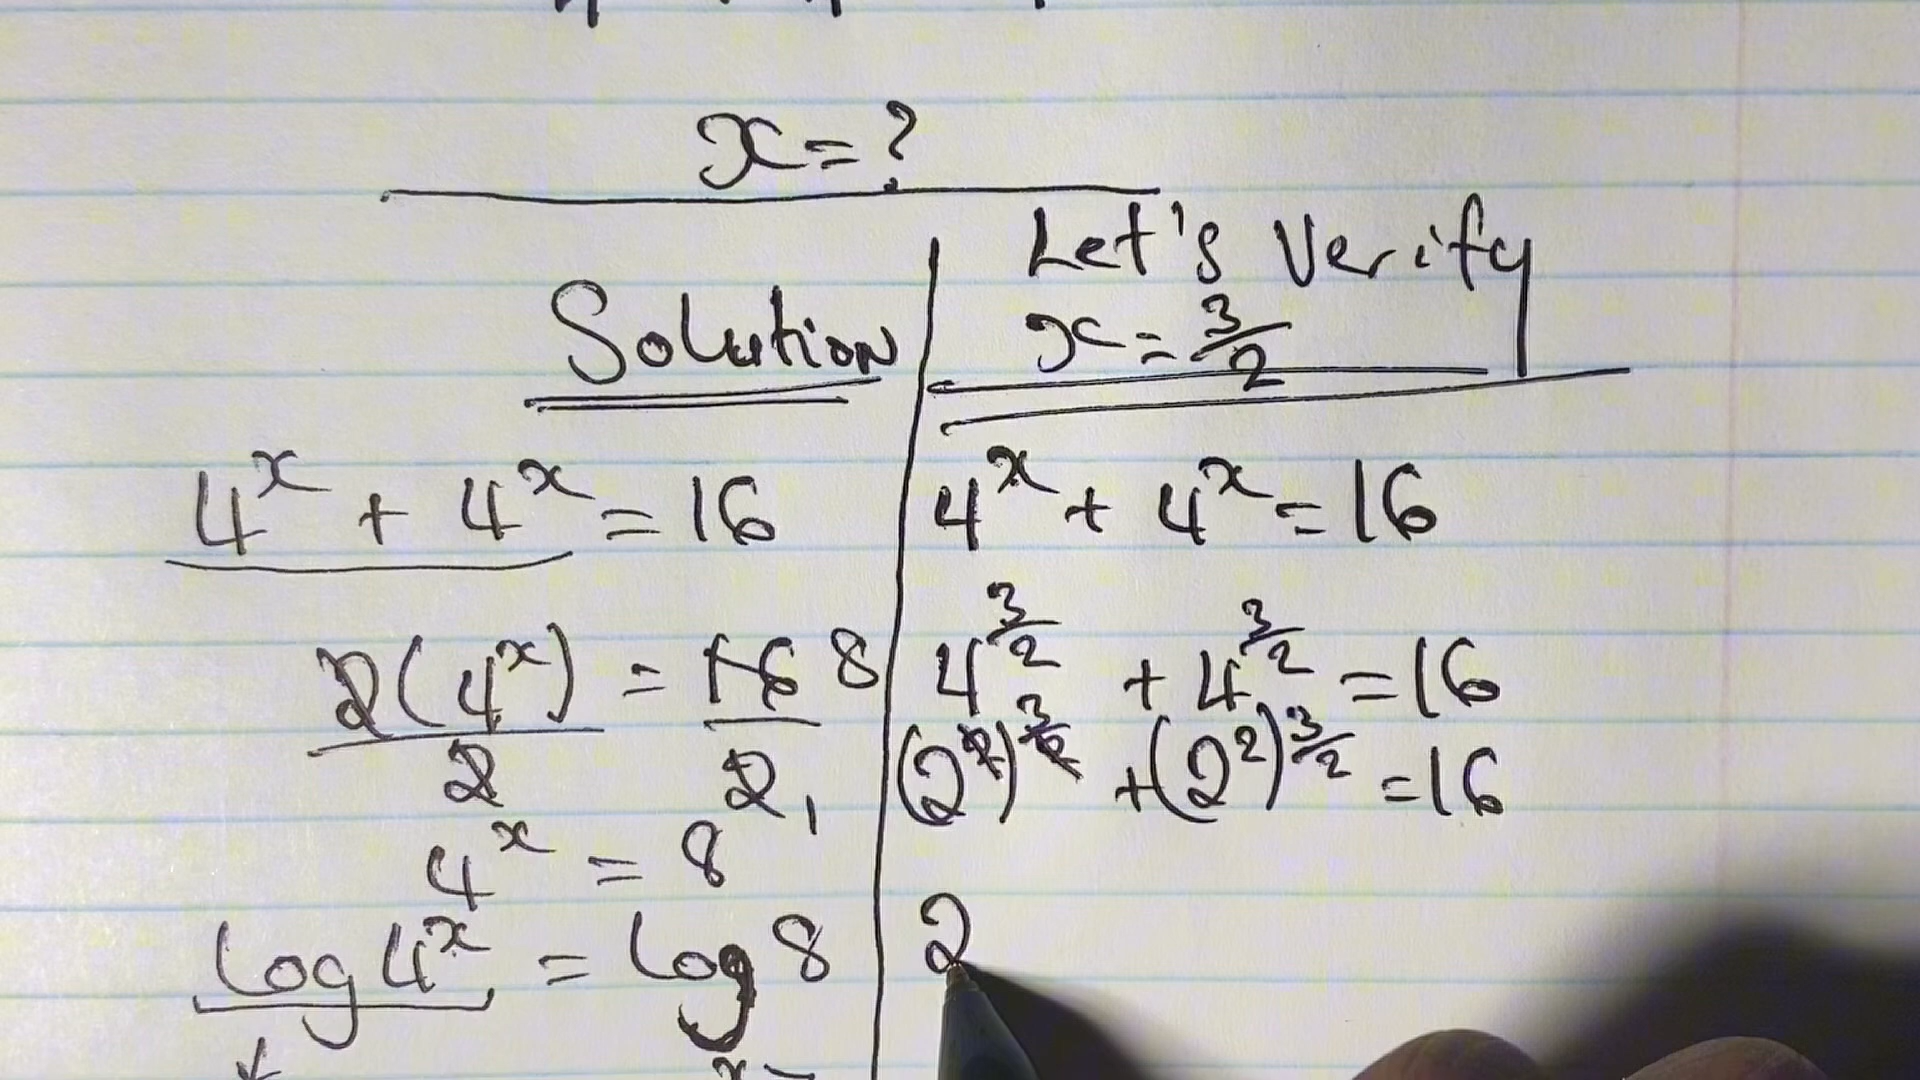 x = ?
Solution
4^x + 4^x = 16
2(4^x)/2 = 16/2 8
1
4^x = 8
log 4^x = log 8
Let's Verify
x = 3/2
4^x + 4^x = 16
4^(3/2) + 4^(3/2) = 16
(2^2)^(3/2) + (2^2)^(3/2) = 16
2